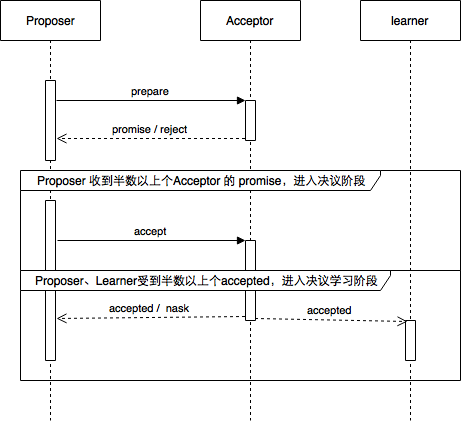 Proposer
Acceptor
learner
prepare
promise / reject
Proposer 收到半数以上个Acceptor 的 promise，进入决议阶段
accept
Proposer、Learner受到半数以上个accepted，进入决议学习阶段
accepted /  nask
accepted